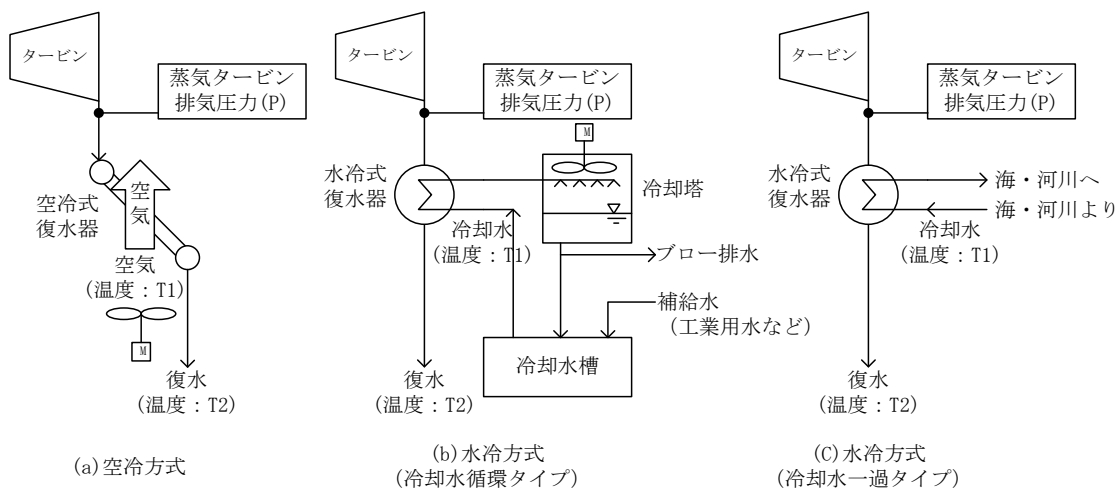 タービン
蒸気タービン
排気圧力(P)
空冷式
復水器
空
気
空気
(温度：T1)
M
復水
(温度：T2)
(a)空冷方式
タービン
蒸気タービン
排気圧力(P)
M
水冷式
復水器
冷却塔
冷却水
(温度：T1)
ブロー排水
補給水
(工業用水など)
冷却水槽
復水
(温度：T2)
(b)水冷方式
(冷却水循環タイプ)
タービン
蒸気タービン
排気圧力(P)
水冷式
復水器
海・河川へ
海・河川より
冷却水
(温度：T1)
復水
(温度：T2)
(C)水冷方式
(冷却水一過タイプ)